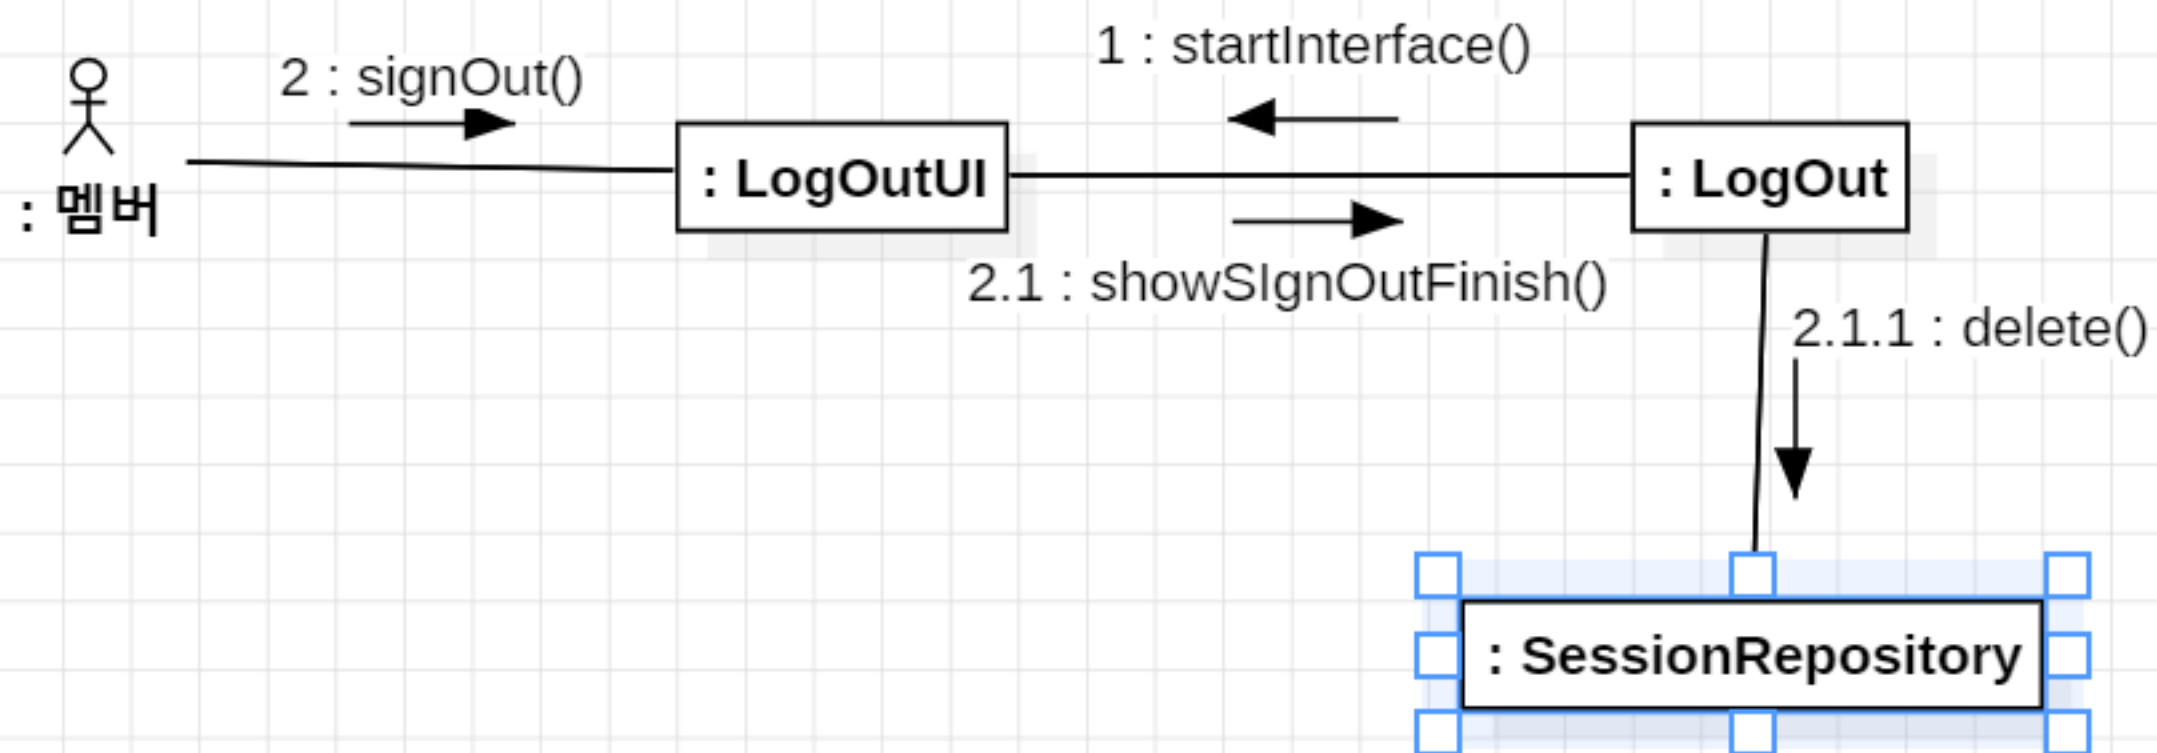 1 : startInterface()
2 : signOut()
: 멤버
: LogOutUI
: LogOut
2.1 : showSIgnOutFinish()
2.1.1 : delete()
: SessionRepository